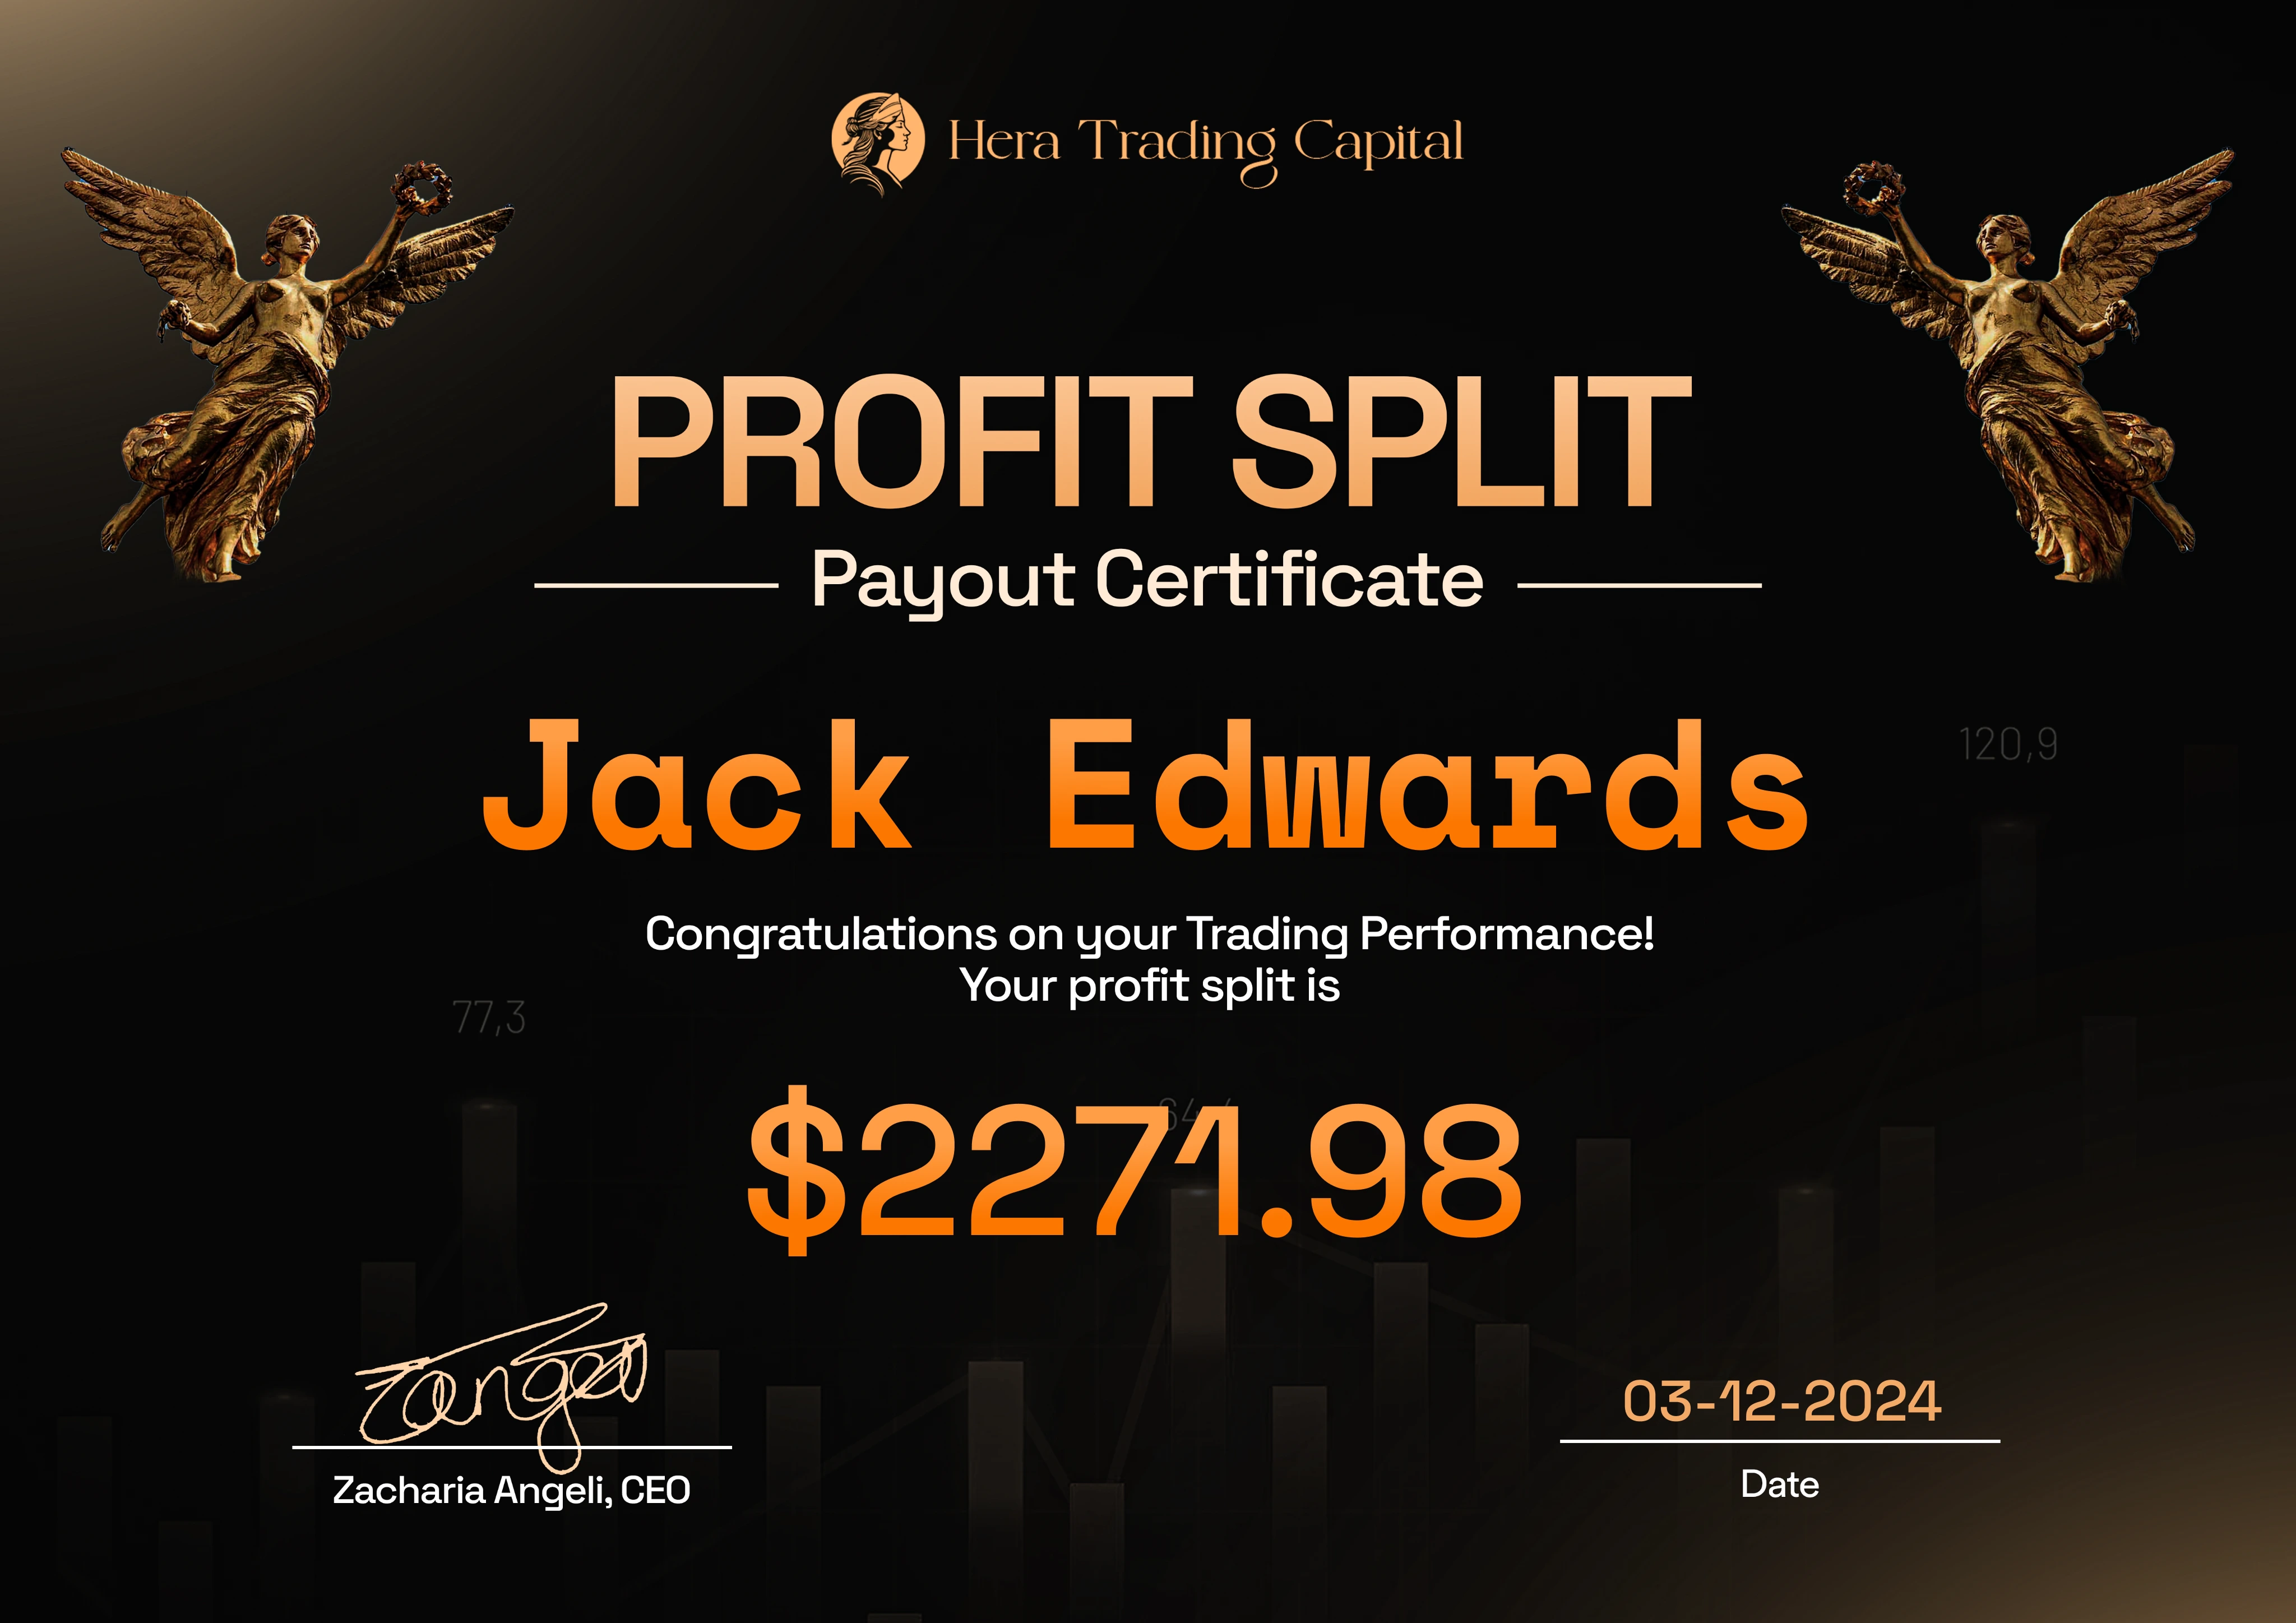 Hera Trading Capital
PROFIT SPLIT
Payout Certificate
Jack Edwards
120,9
Congratulations on your Trading Performance!
Your profit split is
77,3
$2271.98
03-12-2024
Zacharia Angeli, CEO
Date